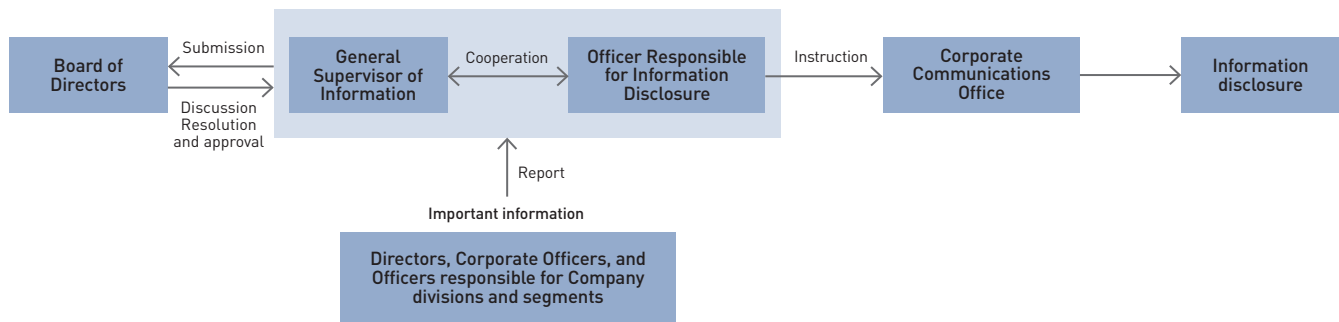 Board of
Directors
Submission
Discussion
Resolution
and approval
General
Supervisor of
Information
Cooperation
Officer Responsible
for Information
Disclosure
Instruction
Corporate
Communications
Office
Information
disclosure
Report
Important information
Directors, Corporate Officers, and
Officers responsible for Company
divisions and segments